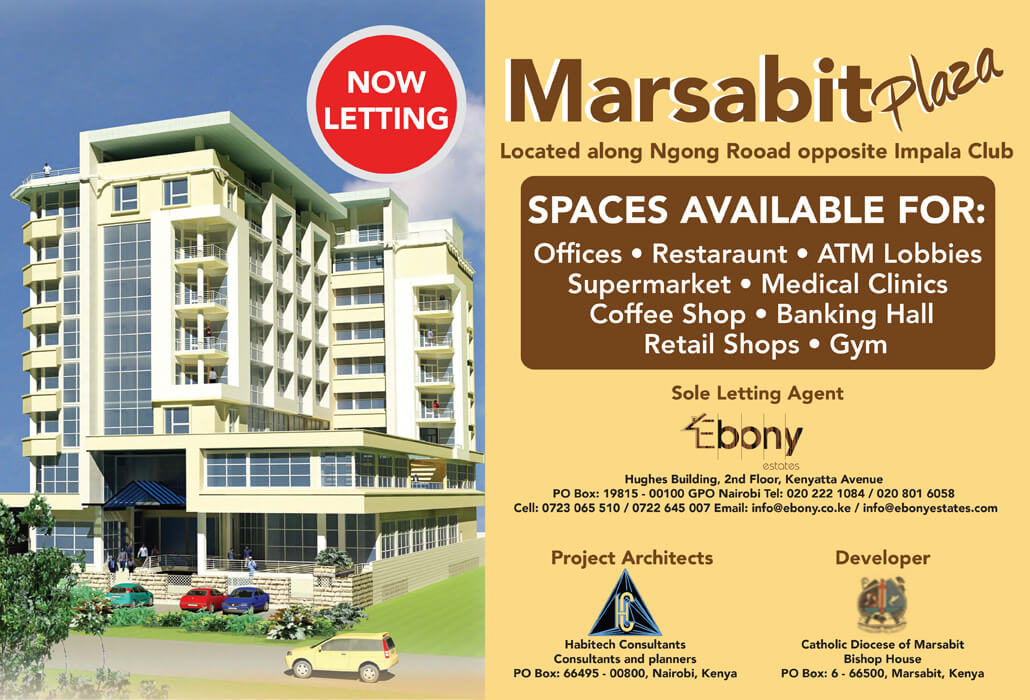 NOW
LETTING
Marsabit Plaza
Located along Ngong Rooad opposite Impala Club
SPACES AVAILABLE FOR:
Offices • Restaraunt • ATM Lobbies
Supermarket • Medical Clinics
Coffee Shop • Banking Hall
Retail Shops • Gym
Sole Letting Agent
Ebony
estates
Hughes Building, 2nd Floor, Kenyatta Avenue
PO Box: 19815 - 00100 GPO Nairobi Tel: 020 222 1084 / 020 801 6058
Cell: 0723 065 510 / 0722 645 007 Email: info@ebony.co.ke / info@ebonyestates.com
Project Architects
HC
Habitech Consultants
Consultants and planners
PO Box: 66495 - 00800, Nairobi, Kenya
Developer
Catholic Diocese of Marsabit
Bishop House
PO Box: 6 - 66500, Marsabit, Kenya